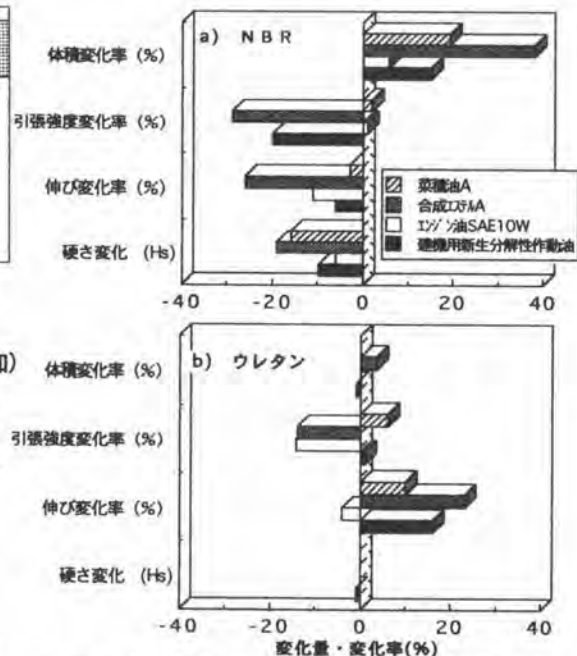 a) NBR
体積変化率 (%)
引張強度変化率 (%)
伸び変化率 (%)
硬さ変化 (Hs)
菜種油A
合成エステルA
エンジン油SAE10W
建機用新生分解性作動油
-40 -20 0 20 40
b) ウレタン
体積変化率 (%)
引張強度変化率 (%)
伸び変化率 (%)
硬さ変化 (Hs)
-40 -20 0 20 40
変化量・変化率(%)